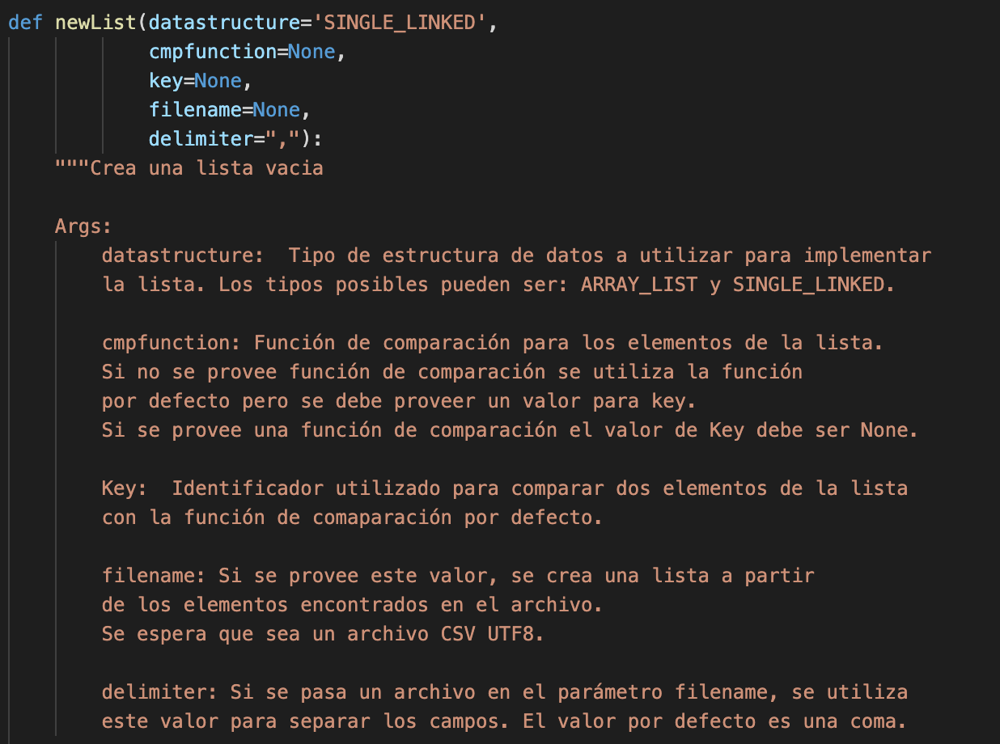 def newList(datastructure='SINGLE_LINKED',
            cmpfunction=None,
            key=None,
            filename=None,
            delimiter=","):
    """Crea una lista vacia

    Args:
        datastructure:  Tipo de estructura de datos a utilizar para implementar
        la lista. Los tipos posibles pueden ser: ARRAY_LIST y SINGLE_LINKED.

        cmpfunction: Función de comparación para los elementos de la lista.
        Si no se provee función de comparación se utiliza la función
        por defecto pero se debe proveer un valor para key.
        Si se provee una función de comparación el valor de Key debe ser None.

        Key:  Identificador utilizado para comparar dos elementos de la lista
        con la función de comaparación por defecto.

        filename: Si se provee este valor, se crea una lista a partir
        de los elementos encontrados en el archivo.
        Se espera que sea un archivo CSV UTF8.

        delimiter: Si se pasa un archivo en el parámetro filename, se utiliza
        este valor para separar los campos. El valor por defecto es una coma.